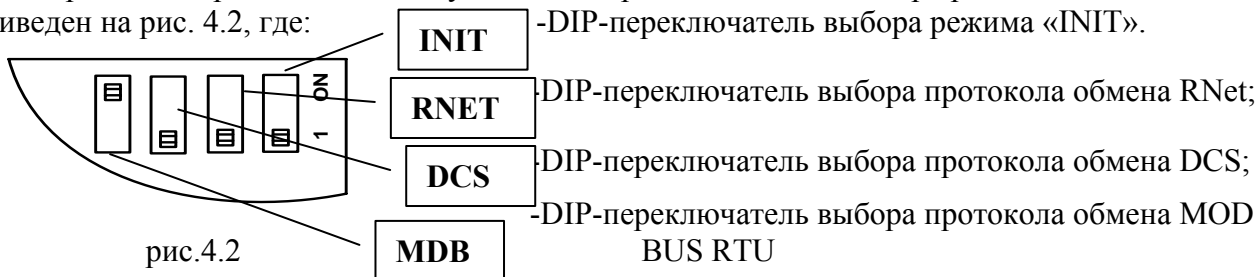 иведен на рис. 4.2, где:
INIT -DIP-переключатель выбора режима «INIT».
ON
1
RNET -DIP-переключатель выбора протокола обмена RNet;
DCS -DIP-переключатель выбора протокола обмена DCS;
-DIP-переключатель выбора протокола обмена MOD
рис.4.2 MDB BUS RTU